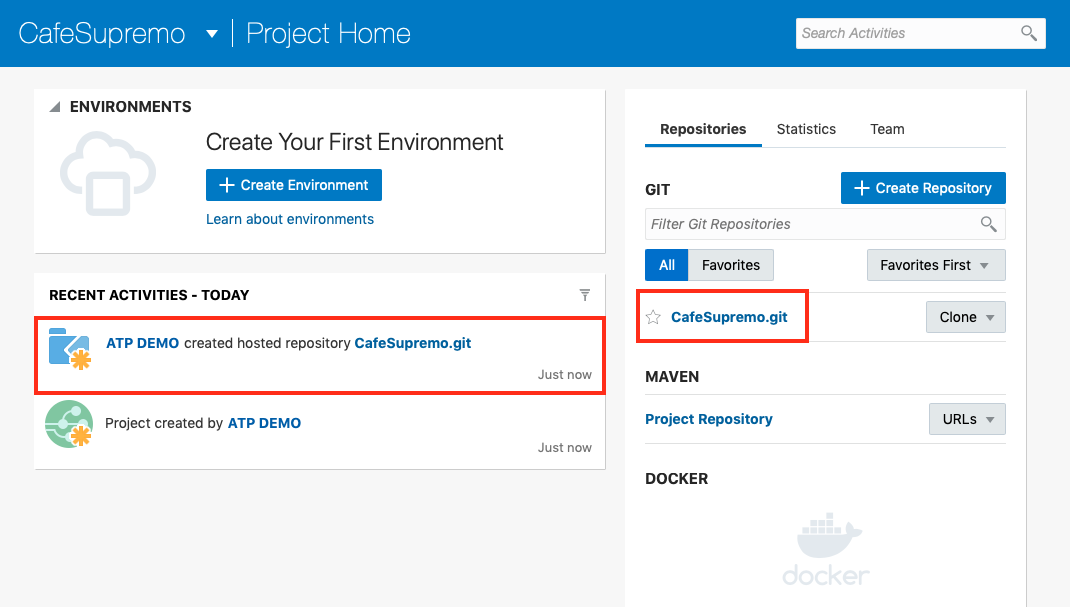 CafeSupremo
Project Home
Search Activities
ENVIRONMENTS
Create Your First Environment
Create Environment
Learn about environments
RECENT ACTIVITIES - TODAY
ATP DEMO created hosted repository CafeSupremo.git
Just now
Project created by ATP DEMO
Just now
Repositories Statistics Team
GIT
Create Repository
Filter Git Repositories
All Favorites Favorites First
CafeSupremo.git Clone
MAVEN
Project Repository URLs
DOCKER
docker